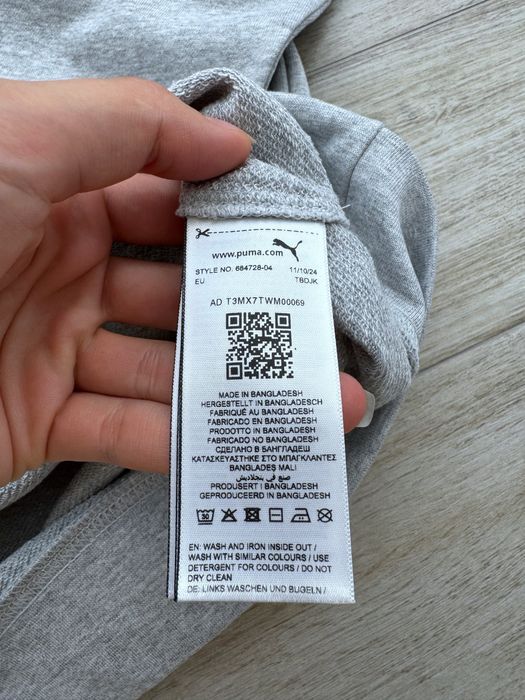 www.puma.com
STYLE NO. 684728-04 11/10/24
EU TBDJK
AD T3MX7TWM00069
MADE IN BANGLADESH
HERGESTELLT IN BANGLADESCH
FABRIQUÉ AU BANGLADESH
FABRICADO EN BANGLADESH
PRODOTTO IN BANGLADESH
FABRICADO NO BANGLADESH
СДЕЛАНО В БАНГЛАДЕШ
ΚΑΤΑΣΚΕΥΑΣΤΗΚΕ ΣΤΟ ΜΠΑΓΚΛΑΝΤΕΣ
BANGLADES MALI
صنع في بنجلاديش
PRODUSERT I BANGLADESH
GEPRODUCEERD IN BANGLADESH
30
EN: WASH AND IRON INSIDE OUT /
WASH WITH SIMILAR COLOURS / USE
DETERGENT FOR COLOURS / DO NOT
DRY CLEAN
DE: LINKS WASCHEN UND BUGELN /